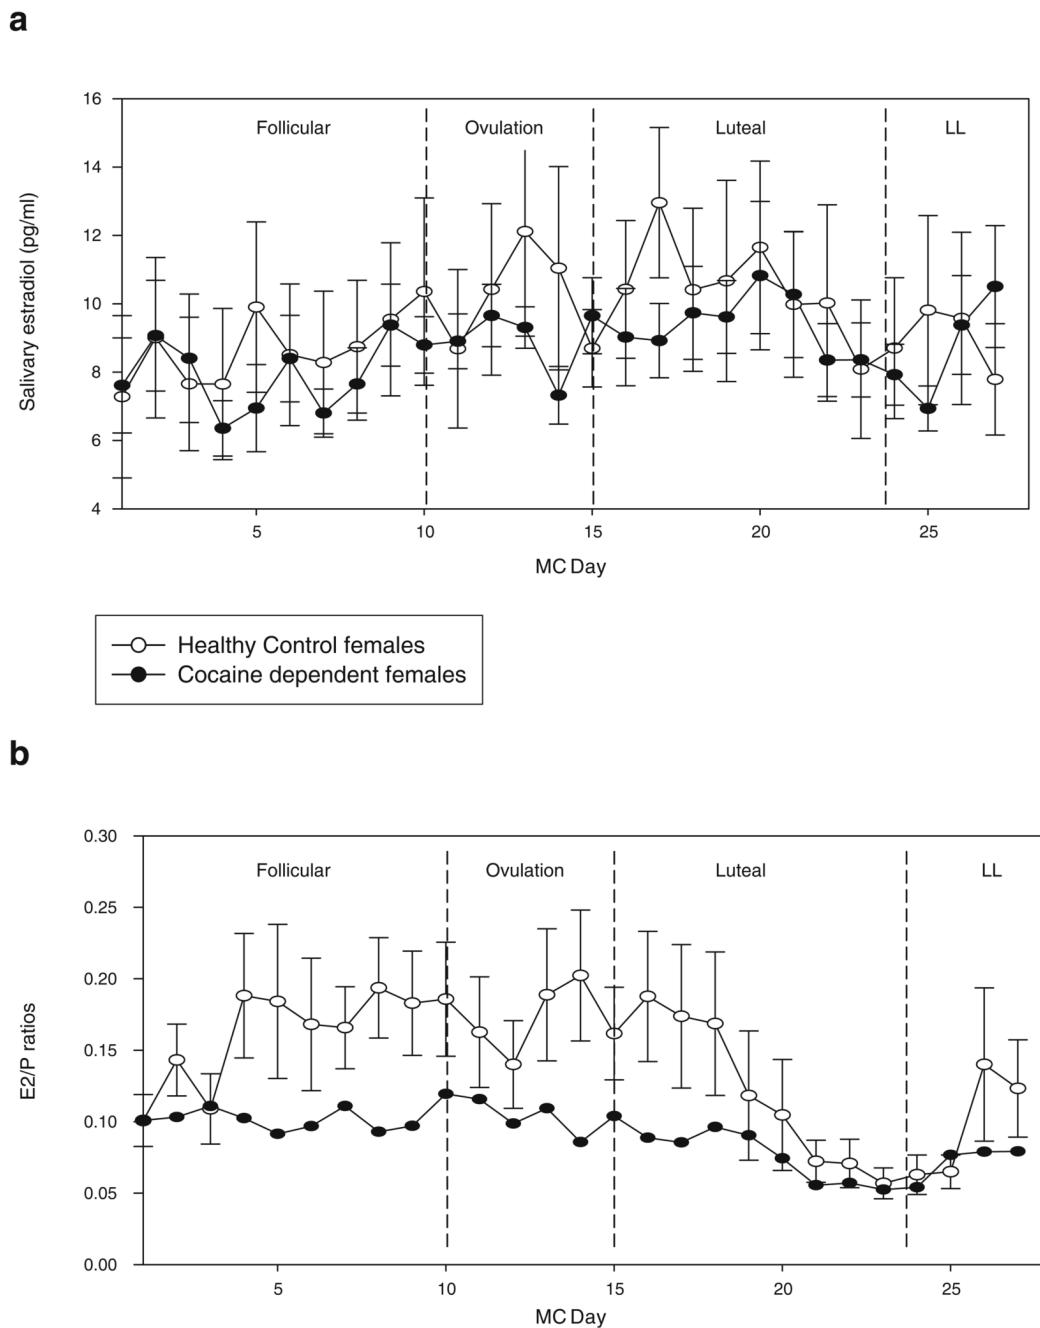 a
16
14
12
10
8
6
4
Salivary estradiol (pg/ml)
Follicular Ovulation Luteal LL
5 10 15 20 25
MC Day
Healthy Control females
Cocaine dependent females
b
0.30
0.25
0.20
0.15
0.10
0.05
0.00
E2/P ratios
Follicular Ovulation Luteal LL
5 10 15 20 25
MC Day